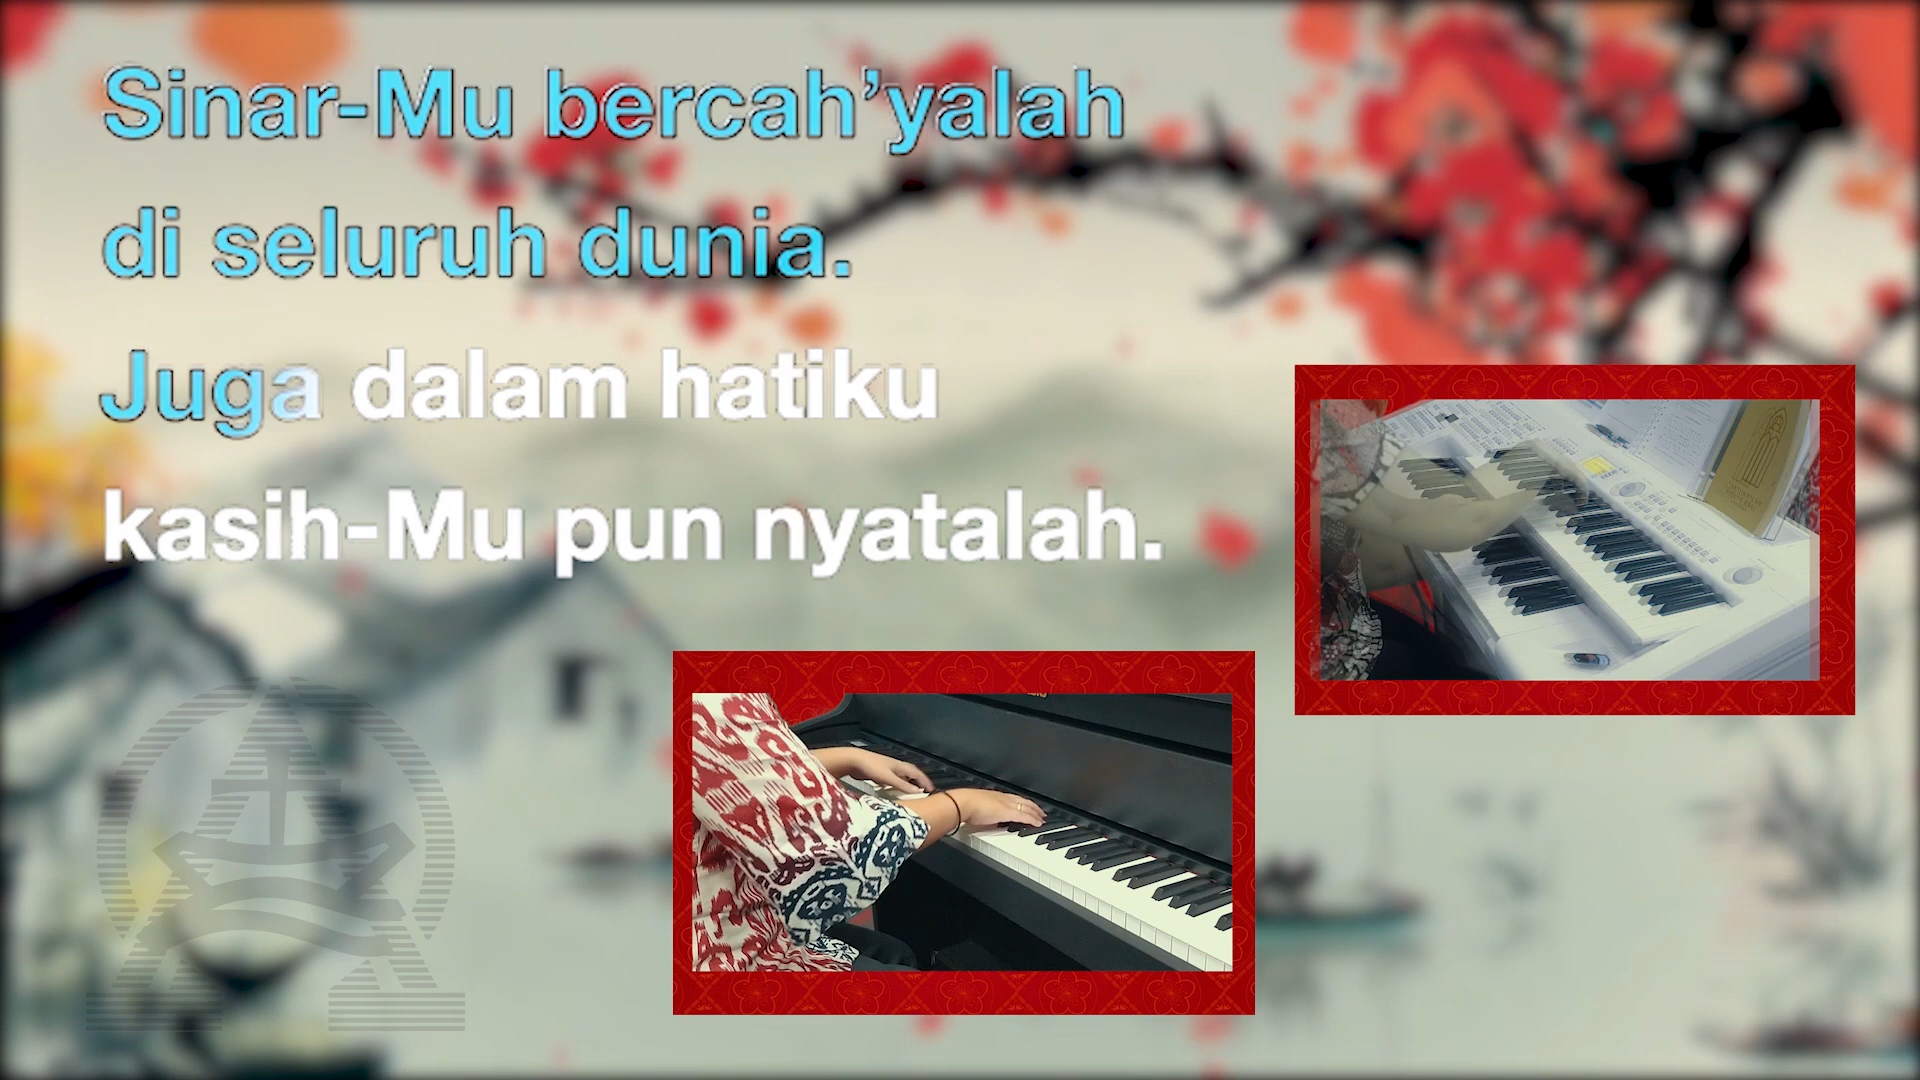 Sinar-Mu bercah’yalah
di seluruh dunia.
Juga dalam hatiku
kasih-Mu pun nyatalah.